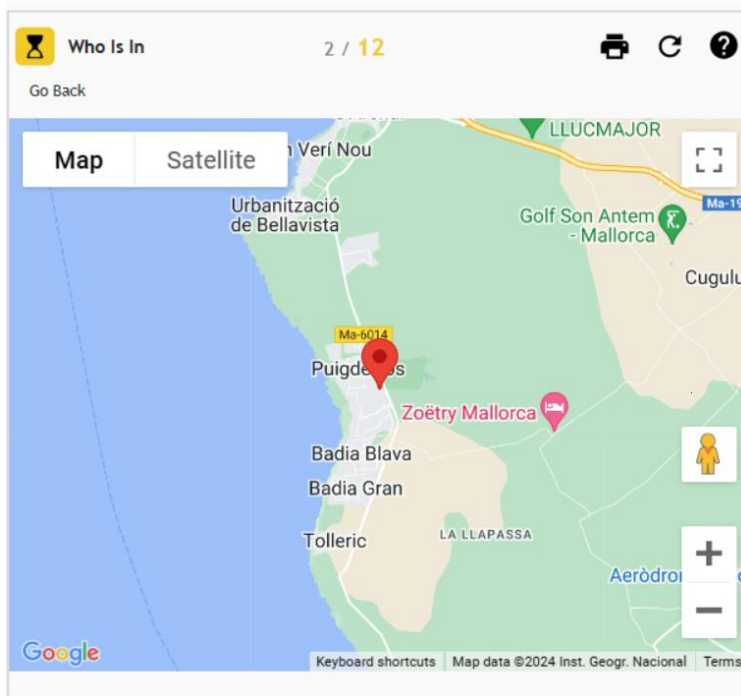 Who Is In
2 / 12
Go Back
LLUCMAJOR
Map
Satellite
Verí Nou
Urbanització
de Bellavista
Ma-19
Golf Son Antem
- Mallorca
Cugulu
Ma-6014
Zoëtry Mallorca
Badia Blava
Badia Gran
Tolleric
LA LLAPASSA
Aeròdro
Google
Keyboard shortcuts
Map data ©2024 Inst. Geogr. Nacional
Terms